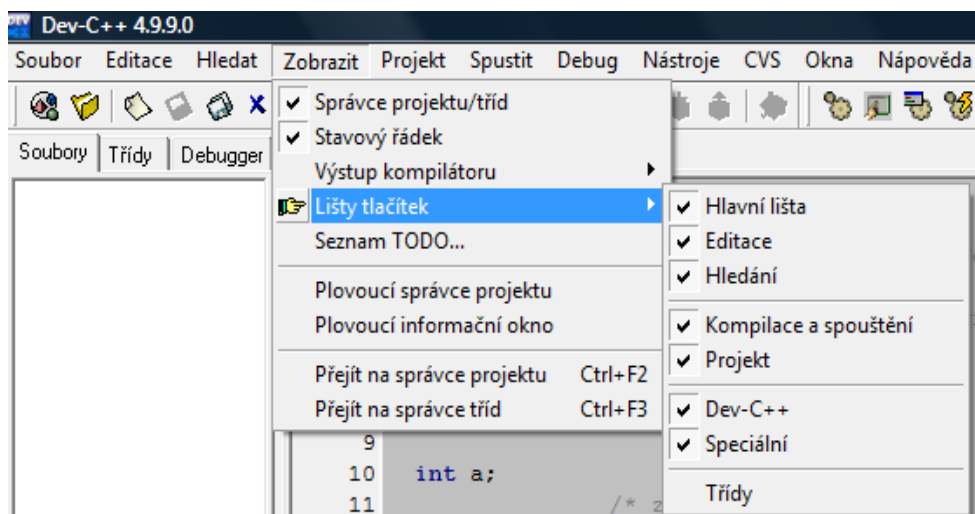 Dev-C++ 4.9.9.0
Soubor Editace Hledat Zobrazit Projekt Spustit Debug Nástroje CVS Okna Nápověda
Soubory Třídy Debugger
Správce projektu/tříd
Stavový řádek
Výstup kompilátoru
Lišty tlačítek
Seznam TODO...
Plovoucí správce projektu
Plovoucí informační okno
Přejít na správce projektu Ctrl+F2
Přejít na správce tříd Ctrl+F3
Hlavní lišta
Editace
Hledání
Kompilace a spouštění
Projekt
Dev-C++
Speciální
Třídy
9
10 int a;
11 /* z